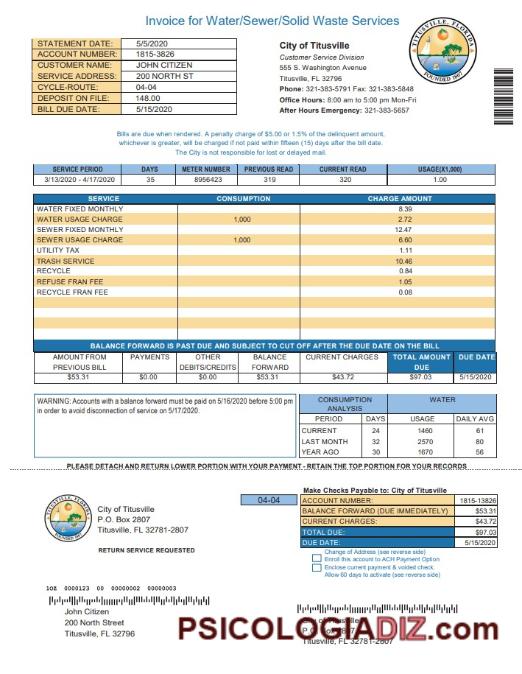 Invoice for Water/Sewer/Solid Waste Services
STATEMENT DATE: 5/5/2020
ACCOUNT NUMBER: 1815-3826
CUSTOMER NAME: JOHN CITIZEN
SERVICE ADDRESS: 200 NORTH ST
CYCLE-ROUTE: 04-04
DEPOSIT ON FILE: 148.00
BILL DUE DATE: 5/15/2020
City of Titusville
Customer Service Division
555 S. Washington Avenue
Titusville, FL 32796
Phone: 321-383-5791 Fax: 321-383-5848
Office Hours: 8:00 am to 5:00 pm Mon-Fri
After Hours Emergency: 321-383-5657
TITUSVILLE, FLORIDA
FOUNDED 1867
Bills are due when rendered. A penalty charge of $5.00 or 1.5% of the delinquent amount,
whichever is greater, will be charged if not paid within fifteen (15) days after the bill date.
The City is not responsible for lost or delayed mail.
SERVICE PERIOD DAYS METER NUMBER PREVIOUS READ CURRENT READ USAGE(X1,000)
3/13/2020 - 4/17/2020 35 8956423 319 320 1.00
SERVICE CONSUMPTION CHARGE AMOUNT
WATER FIXED MONTHLY 8.39
WATER USAGE CHARGE 1,000 2.72
SEWER FIXED MONTHLY 12.47
SEWER USAGE CHARGE 1,000 6.60
UTILITY TAX 1.11
TRASH SERVICE 10.46
RECYCLE 0.84
REFUSE FRAN FEE 1.05
RECYCLE FRAN FEE 0.08
BALANCE FORWARD IS PAST DUE AND SUBJECT TO CUT OFF AFTER THE DUE DATE ON THE BILL
AMOUNT FROM PAYMENTS OTHER BALANCE CURRENT CHARGES TOTAL AMOUNT DUE DATE
PREVIOUS BILL DEBITS/CREDITS FORWARD DUE
$53.31 $0.00 $0.00 $53.31 $43.72 $97.03 5/15/2020
WARNING: Accounts with a balance forward must be paid on 5/16/2020 before 5:00 pm
in order to avoid disconnection of service on 5/17/2020.
CONSUMPTION WATER
ANALYSIS
PERIOD DAYS USAGE DAILY AVG
CURRENT 24 1460 61
LAST MONTH 32 2570 80
YEAR AGO 30 1670 56
PLEASE DETACH AND RETURN LOWER PORTION WITH YOUR PAYMENT - RETAIN THE TOP PORTION FOR YOUR RECORDS
TITUSVILLE, FLORIDA
FOUNDED 1867
City of Titusville
P.O. Box 2807
Titusville, FL 32781-2807
RETURN SERVICE REQUESTED
04-04
Make Checks Payable to: City of Titusville
ACCOUNT NUMBER: 1815-13826
BALANCE FORWARD (DUE IMMEDIATELY) $53.31
CURRENT CHARGES: $43.72
TOTAL DUE: $97.03
DUE DATE: 5/15/2020
Change of Address (see reverse side)
Enroll this account to ACH Payment Option
Enclose current payment & voided check.
Allow 60 days to activate (see reverse side)
108 0000123 00 00000002 00000003
John Citizen
200 North Street
Titusville, FL 32796
City of Titusville
P.O. Box 2807
Titusville, FL 32781-2807
PSICOLOGIADIZ.com